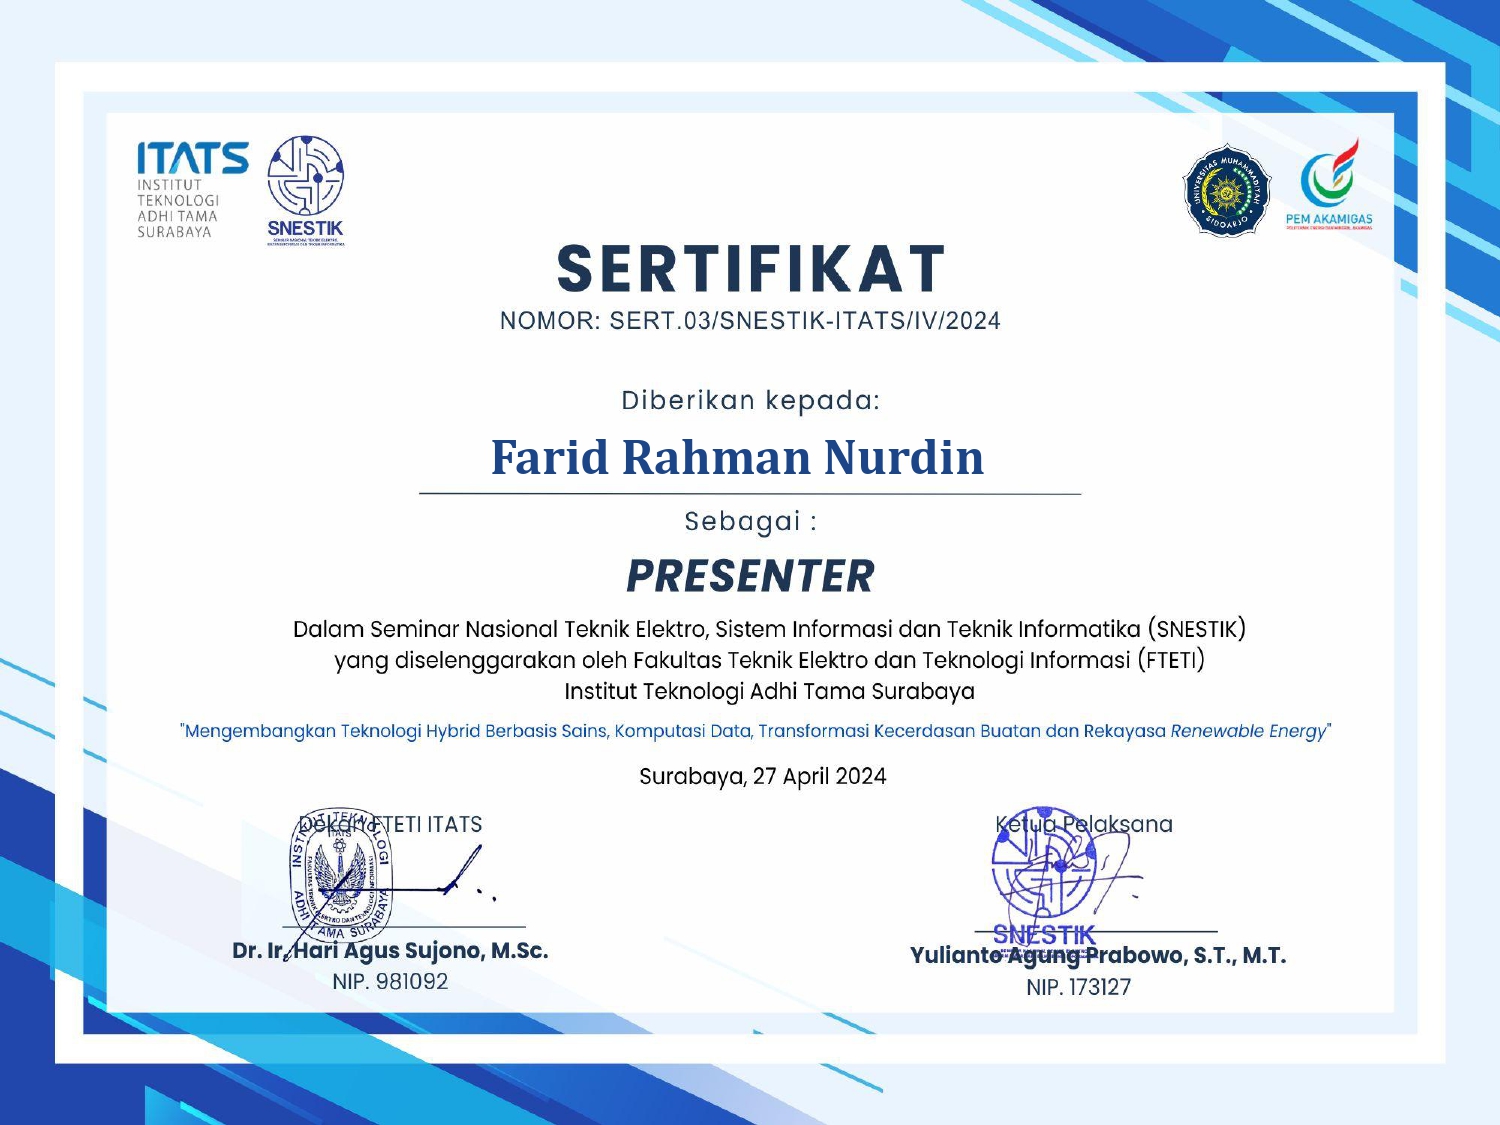 ITATS
INSTITUT
TEKNOLOGI
ADHI TAMA
SURABAYA
SNESTIK
UNIVERSITAS MUHAMMADIYAH
SIDOARJO
PEM AKAMIGAS
SERTIFIKAT
NOMOR: SERT.03/SNESTIK-ITATS/IV/2024
Diberikan kepada:
Farid Rahman Nurdin
Sebagai :
PRESENTER
Dalam Seminar Nasional Teknik Elektro, Sistem Informasi dan Teknik Informatika (SNESTIK)
yang diselenggarakan oleh Fakultas Teknik Elektro dan Teknologi Informasi (FTETI)
Institut Teknologi Adhi Tama Surabaya
"Mengembangkan Teknologi Hybrid Berbasis Sains, Komputasi Data, Transformasi Kecerdasan Buatan dan Rekayasa Renewable Energy"
Surabaya, 27 April 2024
Dekan FTETI ITATS
INSTITUT TEKNOLOGI
ADHI TAMA SURABAYA
ITATS
Dr. Ir. Hari Agus Sujono, M.Sc.
NIP. 981092
Ketua Pelaksana
SNESTIK
Yulianto Agung Prabowo, S.T., M.T.
NIP. 173127